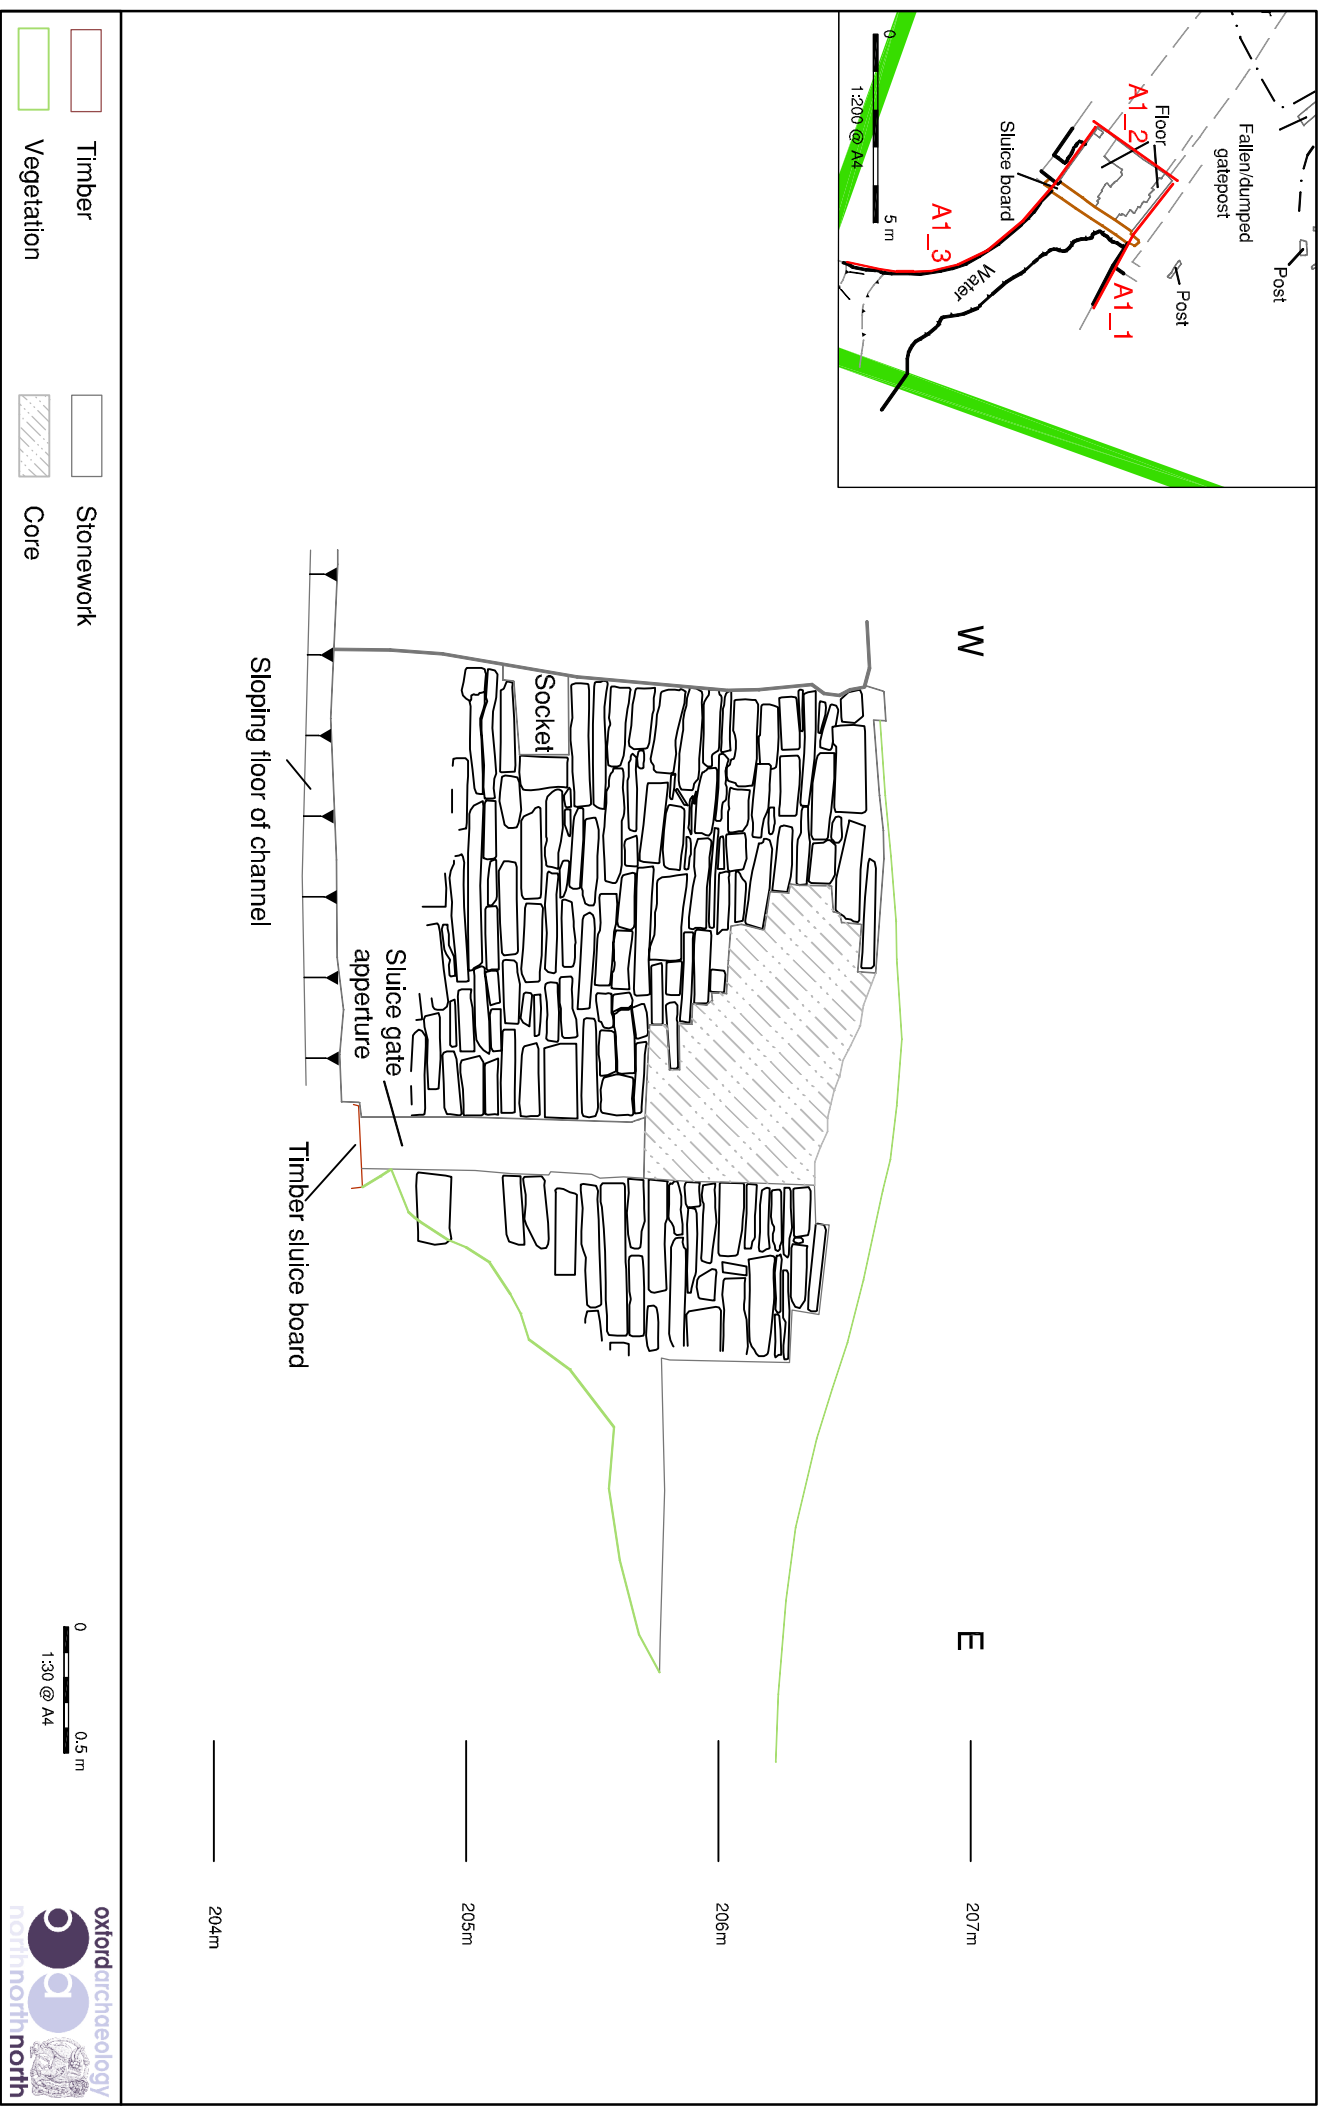 Fallen/dumped
gatepost
Post
Post
Floor
A1_2
A1_1
Sluice board
A1_3
Water
0
5 m
1:200 @ A4
W
E
207m
206m
205m
204m
Socket
Sluice gate
apperture
Sloping floor of channel
Timber sluice board
Timber
Stonework
Vegetation
Core
0
0.5 m
1:30 @ A4
oxfordarchaeology
oa
northnorthnorth